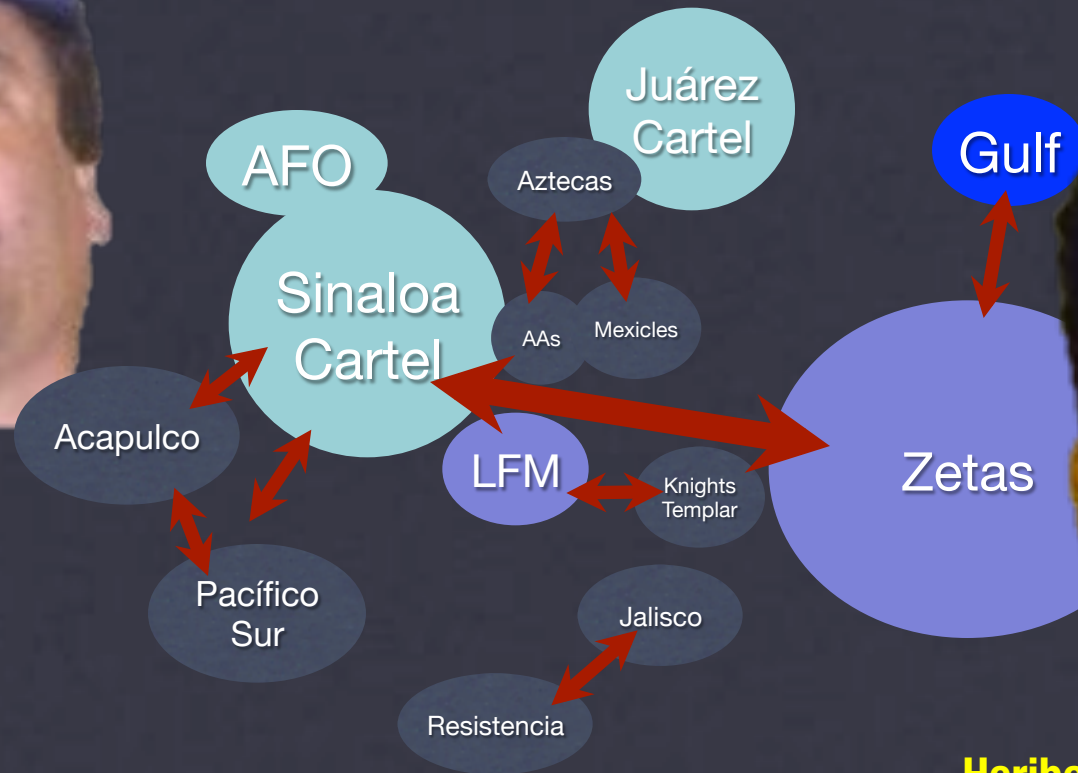 Juárez
Cartel
AFO
Gulf
Aztecas
Sinaloa
Cartel
AAs
Mexicles
Acapulco
LFM
Knights
Templar
Zetas
Pacífico
Sur
Jalisco
Resistencia